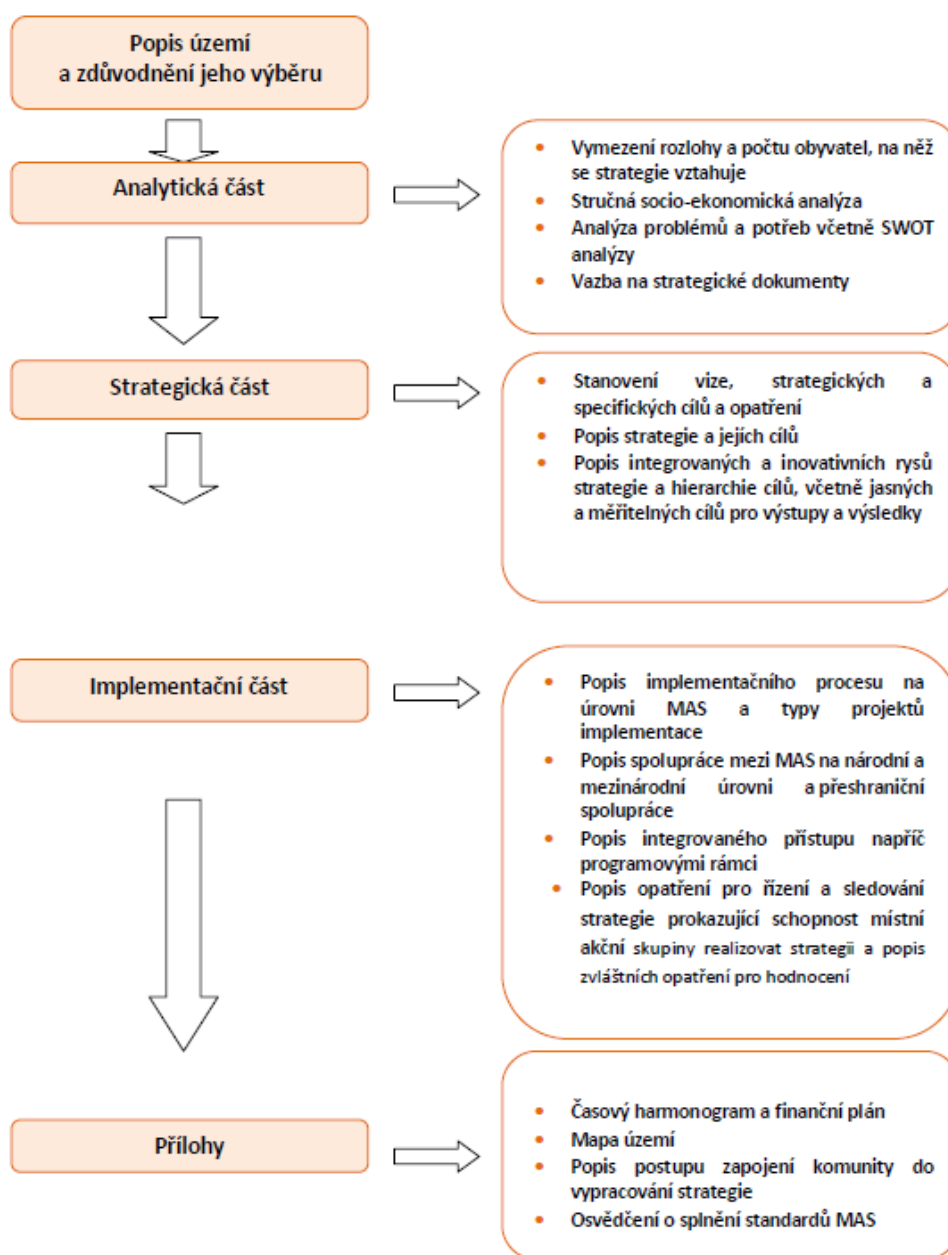 Popis území
a zdůvodnění jeho výběru
Analytická část
• Vymezení rozlohy a počtu obyvatel, na něž
se strategie vztahuje
• Stručná socio-ekonomická analýza
• Analýza problémů a potřeb včetně SWOT
analýzy
• Vazba na strategické dokumenty
Strategická část
• Stanovení vize, strategických a
specifických cílů a opatření
• Popis strategie a jejích cílů
• Popis integrovaných a inovativních rysů
strategie a hierarchie cílů, včetně jasných
a měřitelných cílů pro výstupy a výsledky
Implementační část
• Popis implementačního procesu na
úrovni MAS a typy projektů
implementace
• Popis spolupráce mezi MAS na národní a
mezinárodní úrovni a přeshraniční
spolupráce
• Popis integrovaného přístupu napříč
programovými rámci
• Popis opatření pro řízení a sledování
strategie prokazující schopnost místní
akční skupiny realizovat strategii a popis
zvláštních opatření pro hodnocení
Přílohy
• Časový harmonogram a finanční plán
• Mapa území
• Popis postupu zapojení komunity do
vypracování strategie
• Osvědčení o splnění standardů MAS